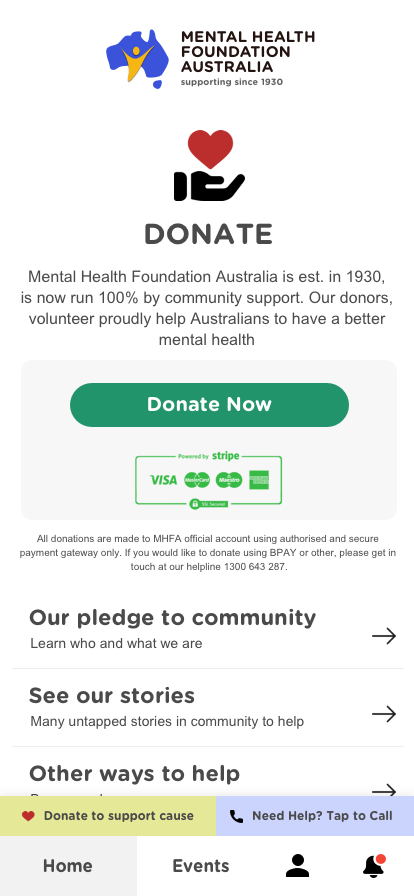 MENTAL HEALTH
FOUNDATION
AUSTRALIA
supporting since 1930
DONATE
Mental Health Foundation Australia is est. in 1930,
is now run 100% by community support. Our donors,
volunteer proudly help Australians to have a better
mental health
Donate Now
Powered by stripe
VISA MasterCard Maestro
SSL Secured
All donations are made to MHFA official account using authorised and secure
payment gateway only. If you would like to donate using BPAY or other, please get in
touch at our helpline 1300 643 287.
Our pledge to community
Learn who and what we are
See our stories
Many untapped stories in community to help
Other ways to help
Donate to support cause
Need Help? Tap to Call
Home
Events